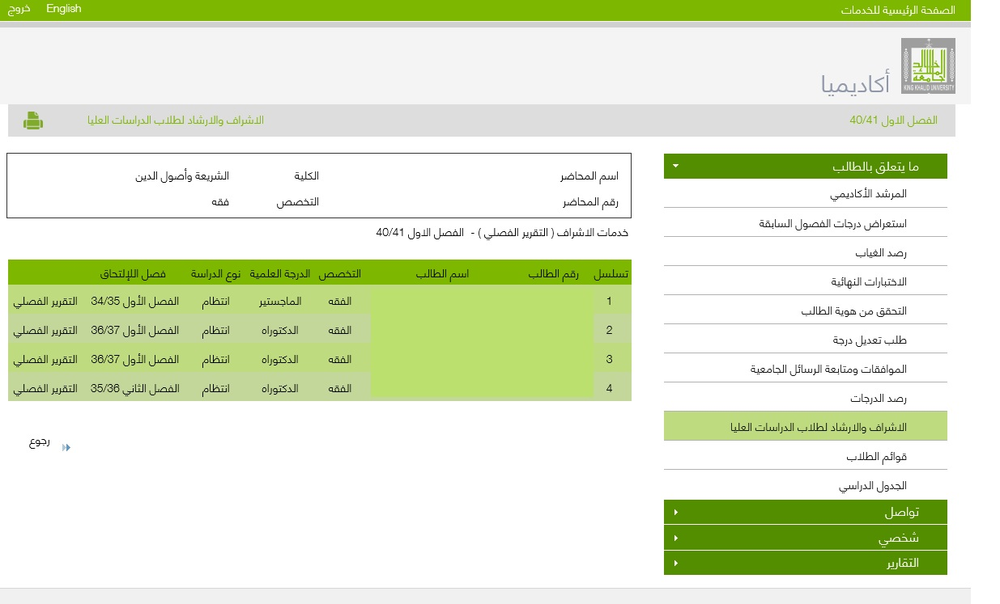 الصفحة الرئيسية للخدمات
English خروج
خالد الملك جامعة
KING KHALID UNIVERSITY
أكاديميا
الفصل الاول 40/41
الاشراف والارشاد لطلاب الدراسات العليا
ما يتعلق بالطالب
المرشد الأكاديمي
استعراض درجات الفصول السابقة
رصد الغياب
الاختبارات النهائية
التحقق من هوية الطالب
طلب تعديل درجة
الموافقات ومتابعة الرسائل الجامعية
رصد الدرجات
الاشراف والارشاد لطلاب الدراسات العليا
قوائم الطلاب
الجدول الدراسي
تواصل
شخصي
التقارير
اسم المحاضر الكلية الشريعة وأصول الدين
رقم المحاضر التخصص فقه
خدمات الاشراف ( التقرير الفصلي ) - الفصل الاول 40/41
تسلسل رقم الطالب اسم الطالب التخصص الدرجة العلمية نوع الدراسة فصل اللإلتحاق
1 الفقه الماجستير انتظام الفصل الأول 34/35 التقرير الفصلي
2 الفقه الدكتوراه انتظام الفصل الأول 36/37 التقرير الفصلي
3 الفقه الدكتوراه انتظام الفصل الأول 36/37 التقرير الفصلي
4 الفقه الدكتوراه انتظام الفصل الثاني 35/36 التقرير الفصلي
رجوع